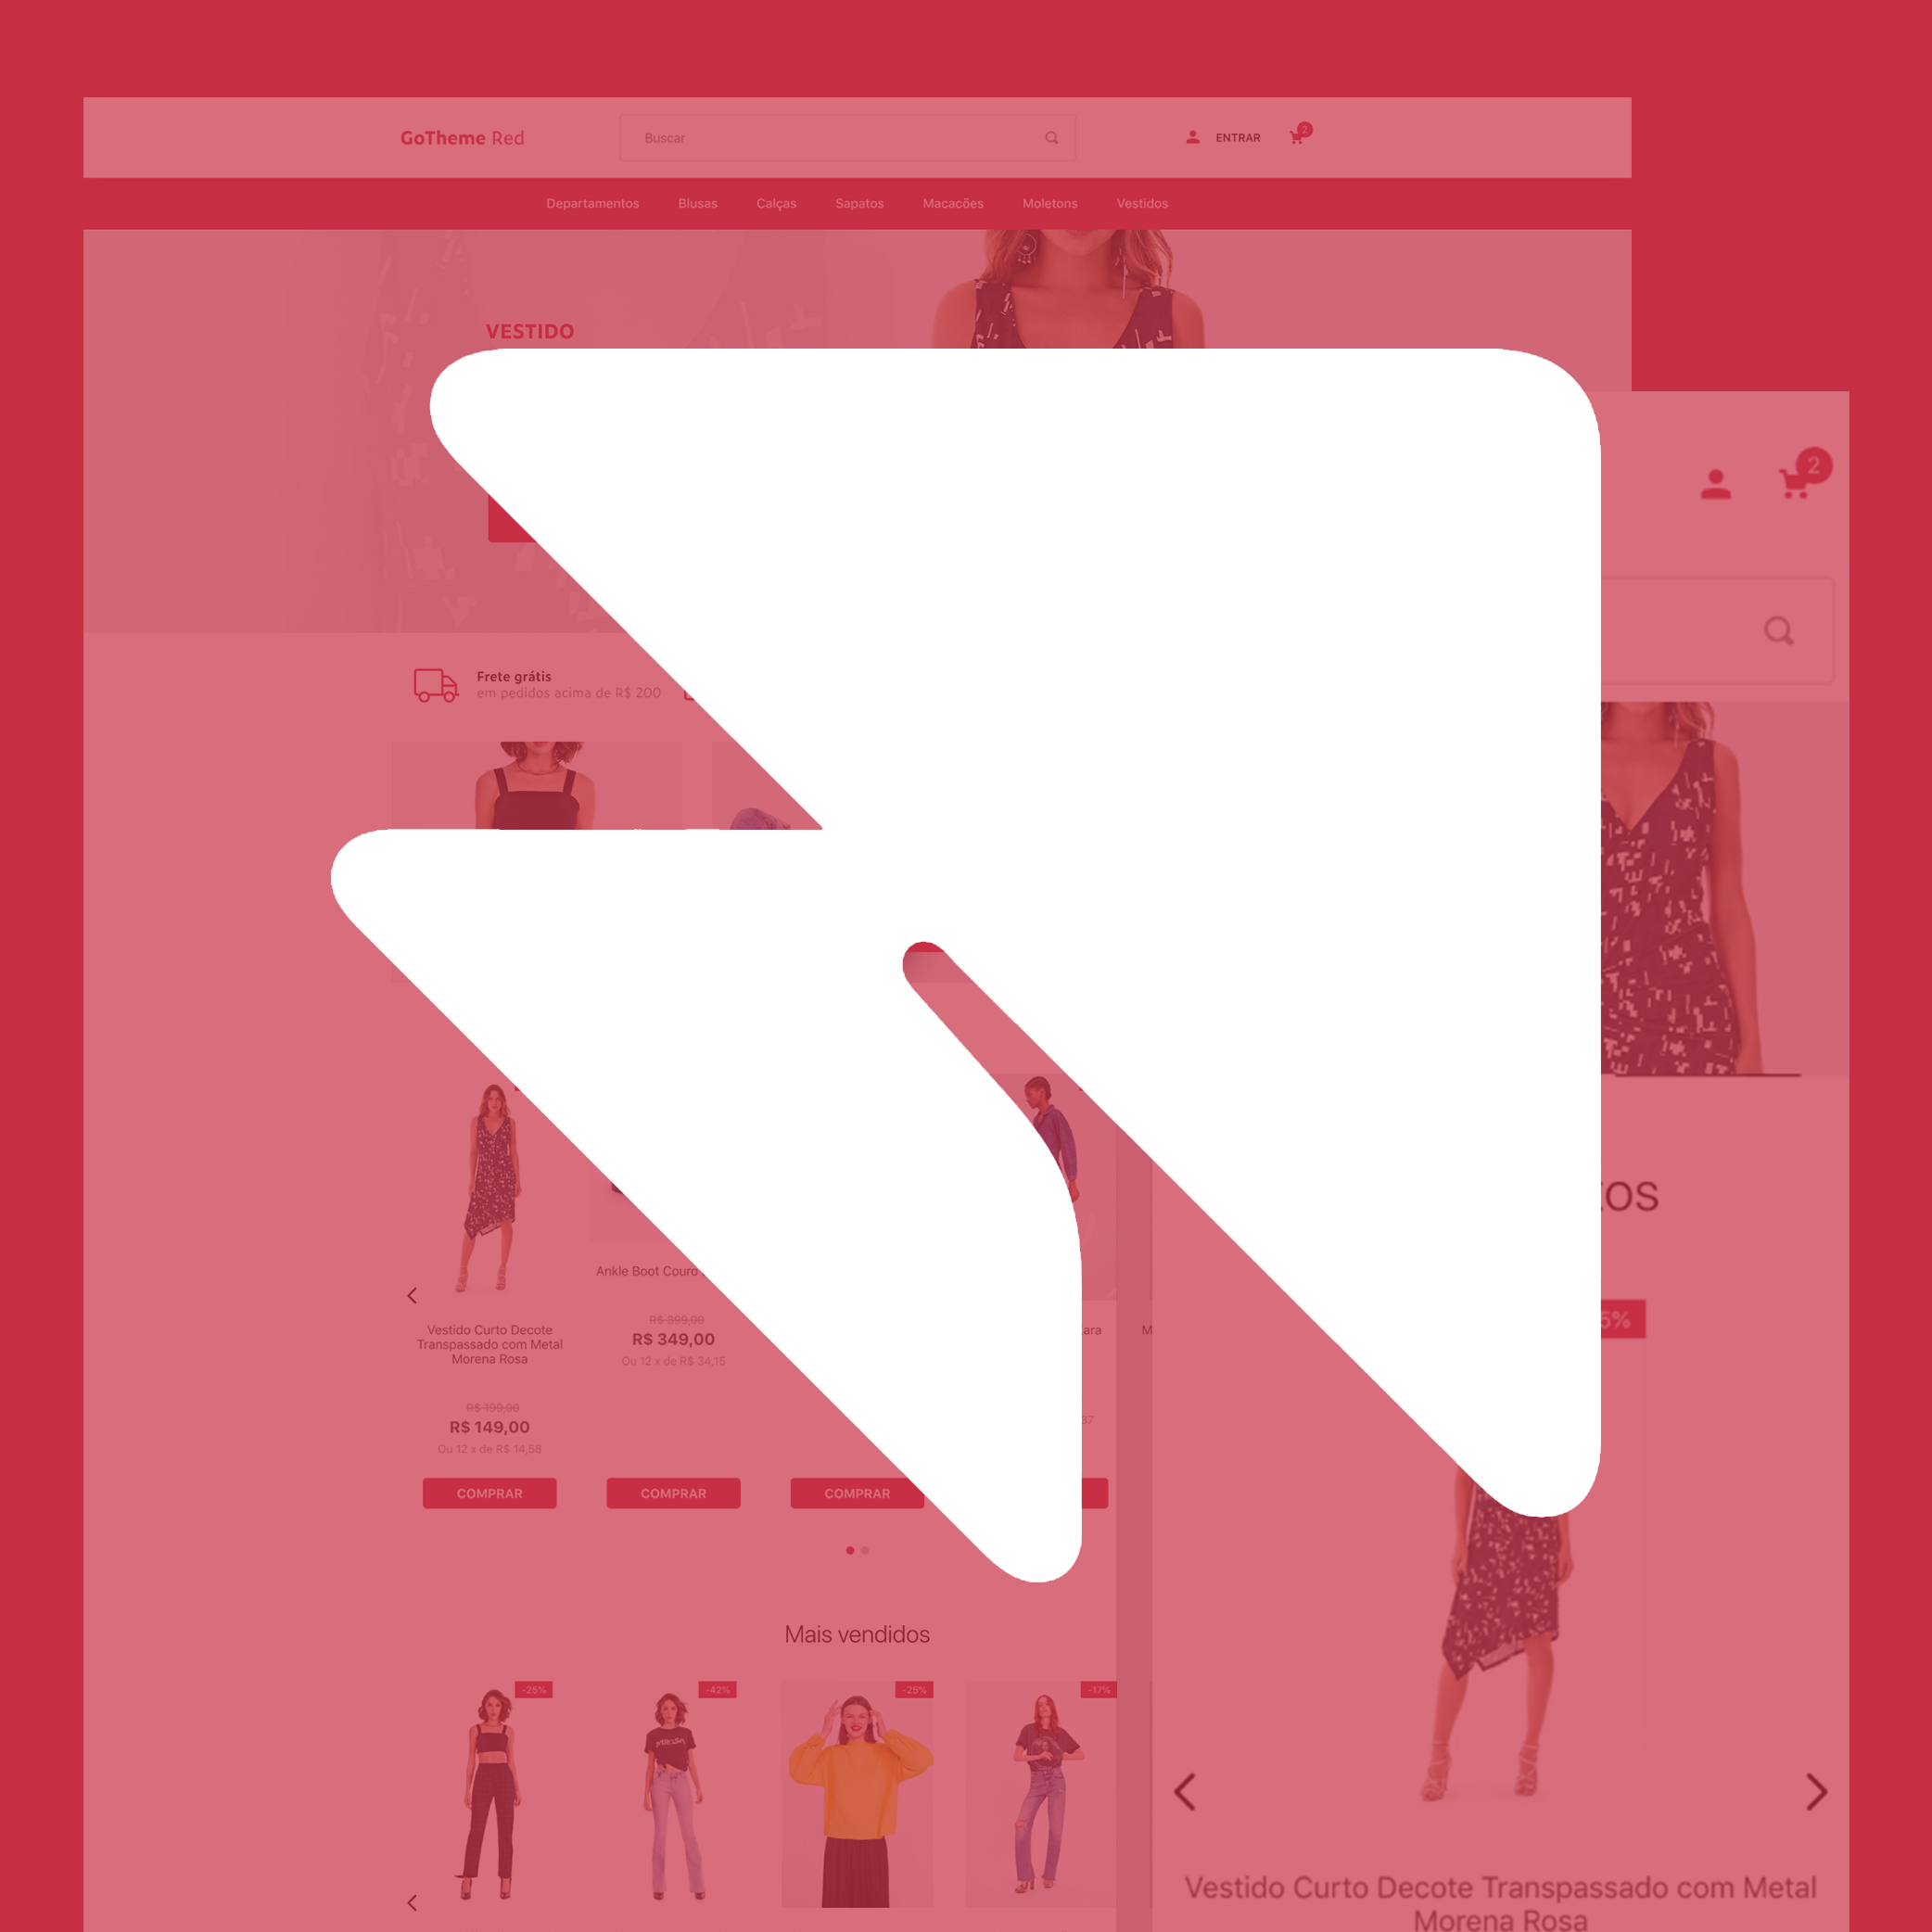 GoTheme Red
Buscar
ENTRAR
2
Departamentos Blusas Calças Sapatos Macacões Moletons Vestidos
VESTIDO
2
Frete grátis
em pedidos acima de R$ 200
Ankle Boot Couro
Vestido Curto Decote
Transpassado com Metal
Morena Rosa
R$ 399,00
R$ 349,00
Ou 12 x de R$ 34,15
R$ 199,00
R$ 149,00
Ou 12 x de R$ 14,58
COMPRAR COMPRAR COMPRAR
Mais vendidos
-25% -42% -25% -17%
Vestido Curto Decote Transpassado com Metal
Morena Rosa